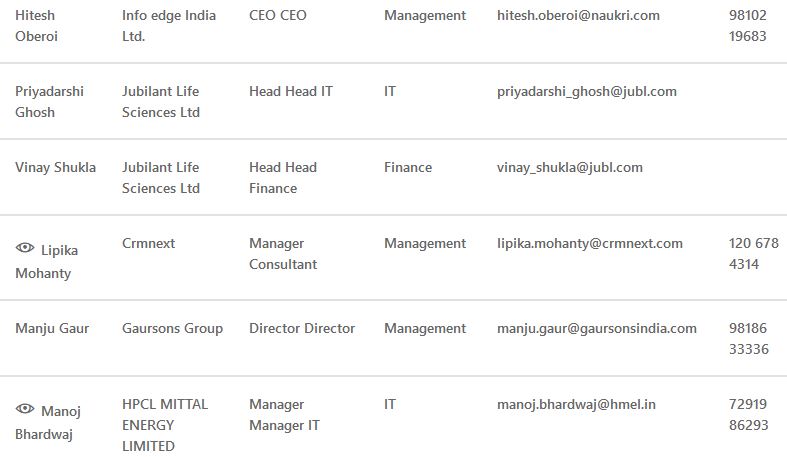 Hitesh Info edge India CEO CEO Management hitesh.oberoi@naukri.com 98102
Oberoi Ltd. 19683
Priyadarshi Jubilant Life Head Head IT IT priyadarshi_ghosh@jubl.com
Ghosh Sciences Ltd
Vinay Shukla Jubilant Life Head Head Finance vinay_shukla@jubl.com
Sciences Ltd Finance
Lipika Crmnext Manager Management lipika.mohanty@crmnext.com 120 678
Mohanty Consultant 4314
Manju Gaur Gaursons Group Director Director Management manju.gaur@gaursonsindia.com 98186
33336
Manoj HPCL MITTAL Manager IT manoj.bhardwaj@hmel.in 72919
Bhardwaj ENERGY Manager IT 86293
LIMITED